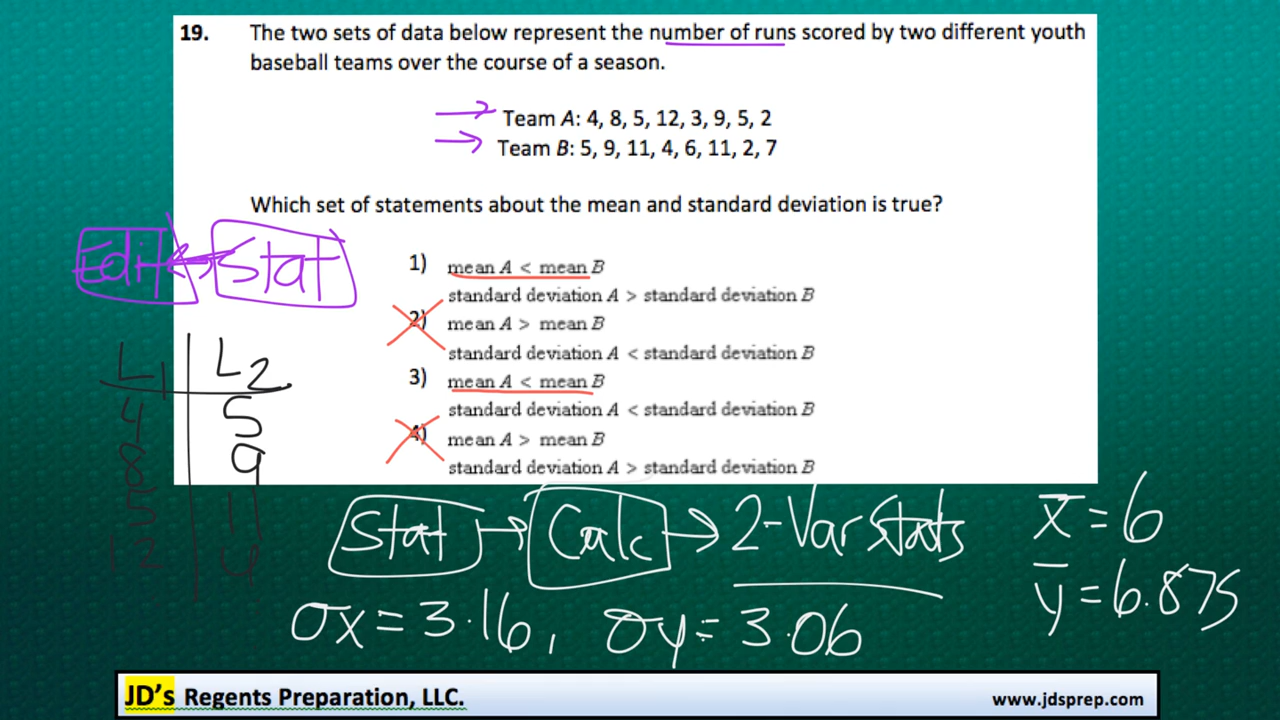 19. The two sets of data below represent the number of runs scored by two different youth
baseball teams over the course of a season.
Team A: 4, 8, 5, 12, 3, 9, 5, 2
Team B: 5, 9, 11, 4, 6, 11, 2, 7
Which set of statements about the mean and standard deviation is true?
Edit Stat
1) mean A < mean B
standard deviation A > standard deviation B
2) mean A > mean B
standard deviation A < standard deviation B
3) mean A < mean B
standard deviation A < standard deviation B
4) mean A > mean B
standard deviation A > standard deviation B
L1 L2
4 5
8 9
5 11
12 4
Stat → Calc → 2-Var Stats
x̅ = 6
y̅ = 6.875
σx = 3.16, σy = 3.06
JD's Regents Preparation, LLC.
www.jdsprep.com